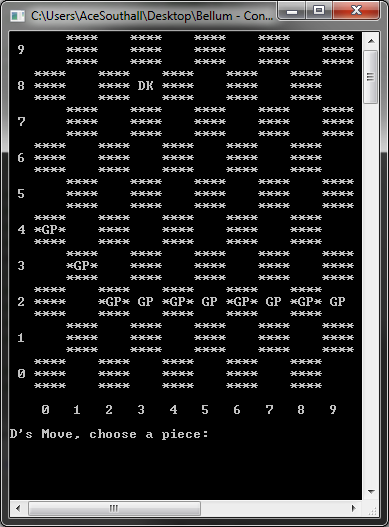 C:\Users\AceSouthall\Desktop\Bellum - Con...
       ****    ****    ****    ****    ****
 9     ****    ****    ****    ****    ****
       ****    ****    ****    ****    ****
   ****    ****    ****    ****    ****
 8 ****    **** DK ****    ****    ****
   ****    ****    ****    ****    ****
       ****    ****    ****    ****    ****
 7     ****    ****    ****    ****    ****
       ****    ****    ****    ****    ****
   ****    ****    ****    ****    ****
 6 ****    ****    ****    ****    ****
   ****    ****    ****    ****    ****
       ****    ****    ****    ****    ****
 5     ****    ****    ****    ****    ****
       ****    ****    ****    ****    ****
   ****    ****    ****    ****    ****
 4 *GP*    ****    ****    ****    ****
   ****    ****    ****    ****    ****
       ****    ****    ****    ****    ****
 3     *GP*    ****    ****    ****    ****
       ****    ****    ****    ****    ****
   ****    ****    ****    ****    ****
 2 ****    *GP* GP *GP* GP *GP* GP *GP* GP
   ****    ****    ****    ****    ****
       ****    ****    ****    ****    ****
 1     ****    ****    ****    ****    ****
       ****    ****    ****    ****    ****
   ****    ****    ****    ****    ****
 0 ****    ****    ****    ****    ****
   ****    ****    ****    ****    ****
    0   1   2   3   4   5   6   7   8   9
D's Move, choose a piece: